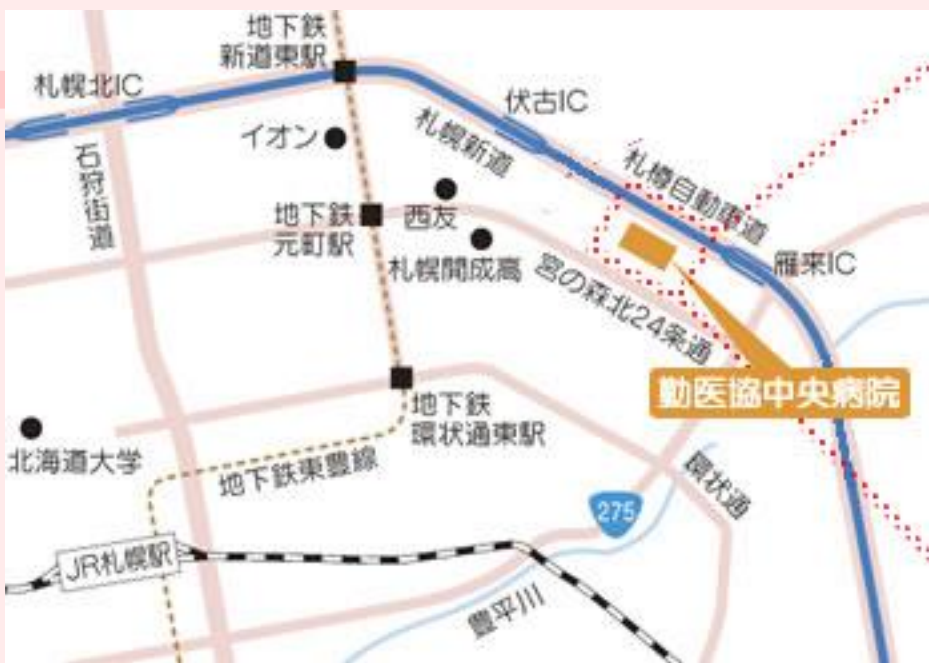 地下鉄
新道東駅
札幌北IC
伏古IC
イオン
札幌新道
札樽自動車道
石狩街道
地下鉄
元町駅
西友
札幌開成高
雁来IC
宮の森北24条通
勤医協中央病院
地下鉄
環状通東駅
北海道大学
地下鉄東豊線
環状通
275
JR札幌駅
豊平川